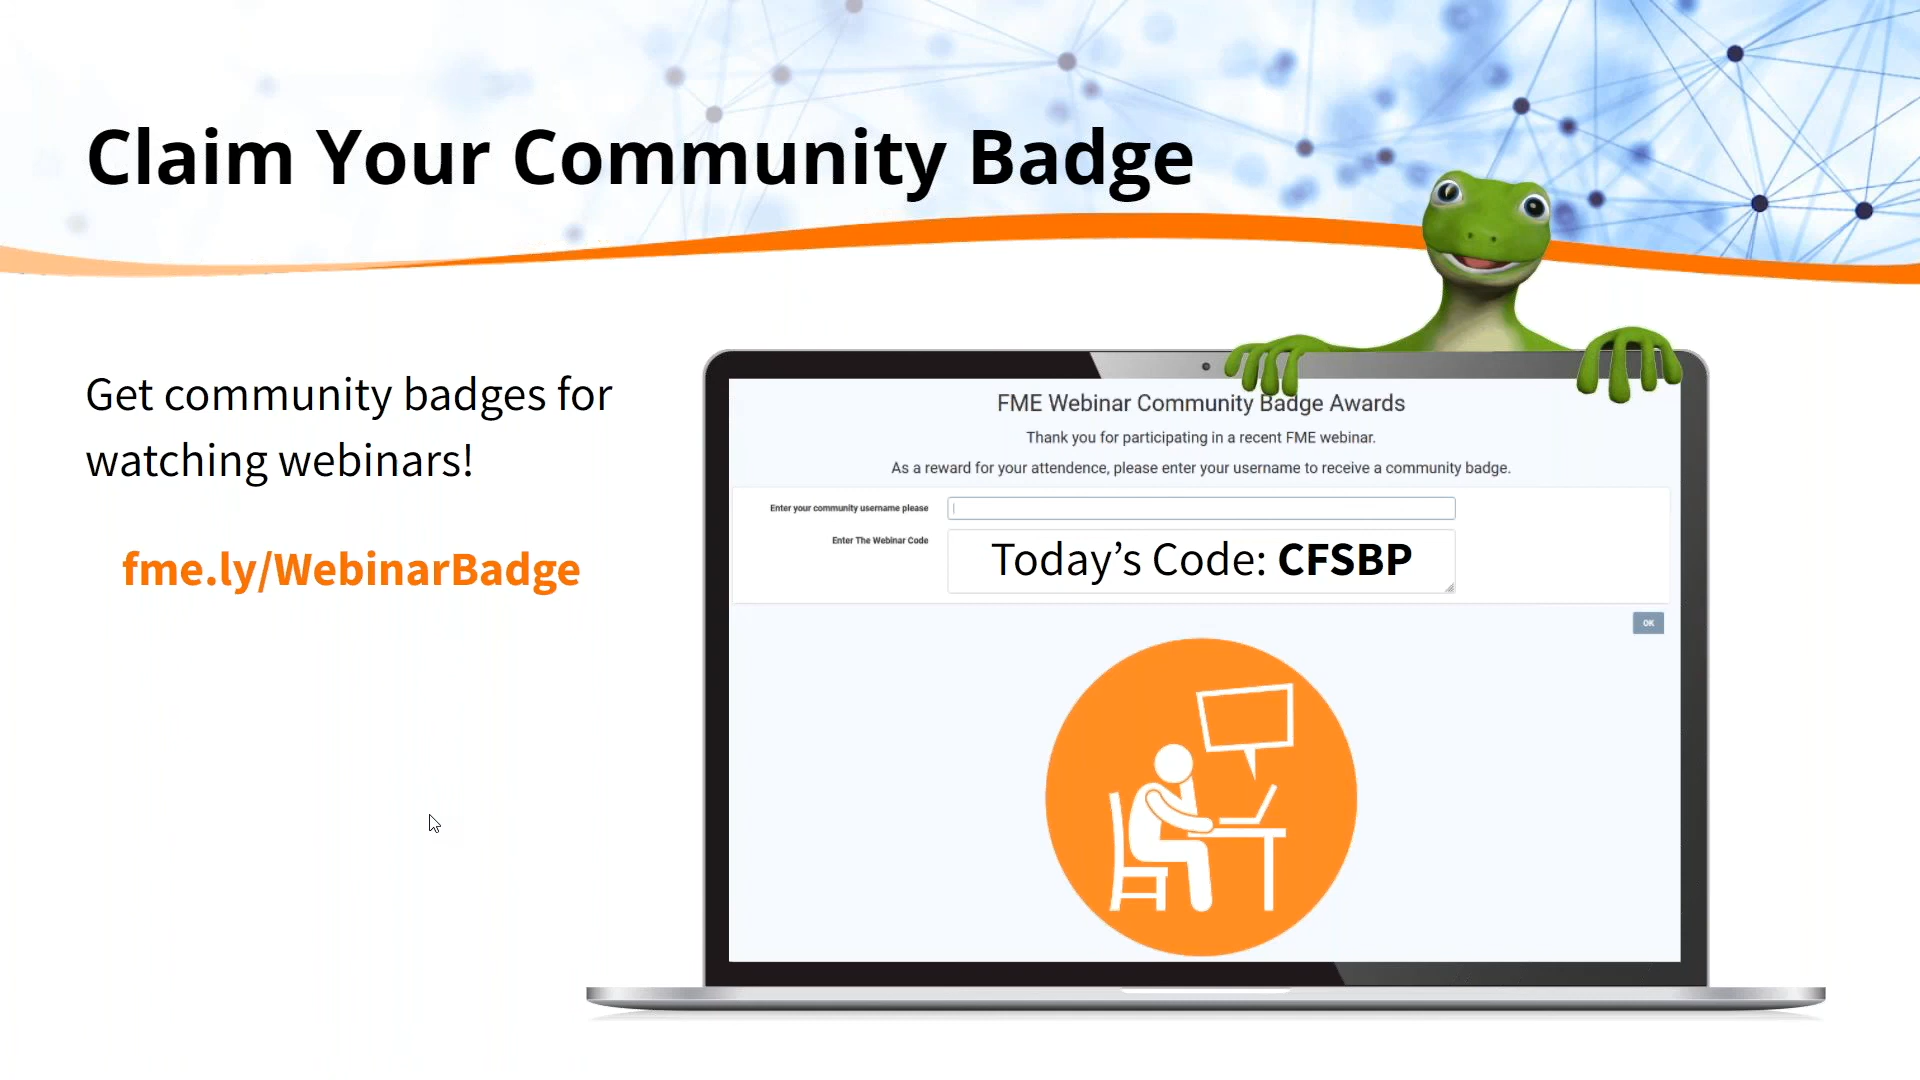 Claim Your Community Badge
Get community badges for
watching webinars!
fme.ly/WebinarBadge
FME Webinar Community Badge Awards
Thank you for participating in a recent FME webinar.
As a reward for your attendence, please enter your username to receive a community badge.
Enter your community username please
Enter The Webinar Code
Today’s Code: CFSBP
OK